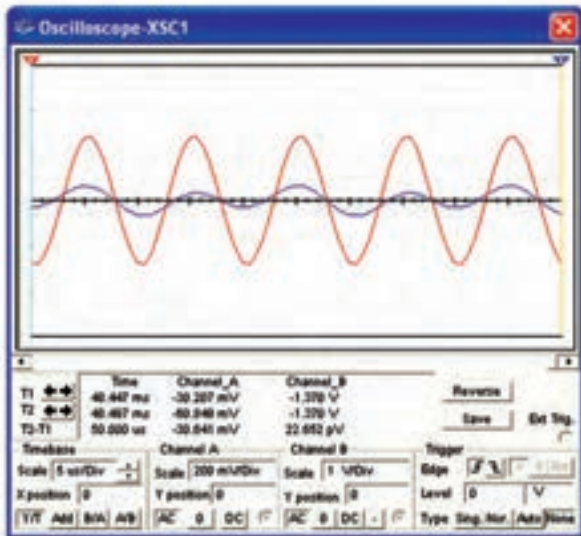 Oscilloscope-XSC1
Time Channel_A Channel_B
T1 40.447 ms -30.207 mV -1.370 V
T2 40.497 ms -60.848 mV -1.370 V
T2-T1 50.000 us -30.641 mV 22.652 pV
Reverse
Save
Ext Trig.
Timebase Channel A Channel B Trigger
Scale 5 us/Div Scale 200 mV/Div Scale 1 V/Div Edge
X position 0 Y position 0 Y position 0 Level 0 V
Y/T Add B/A A/B AC 0 DC AC 0 DC - Type Sing. Nor. Auto None